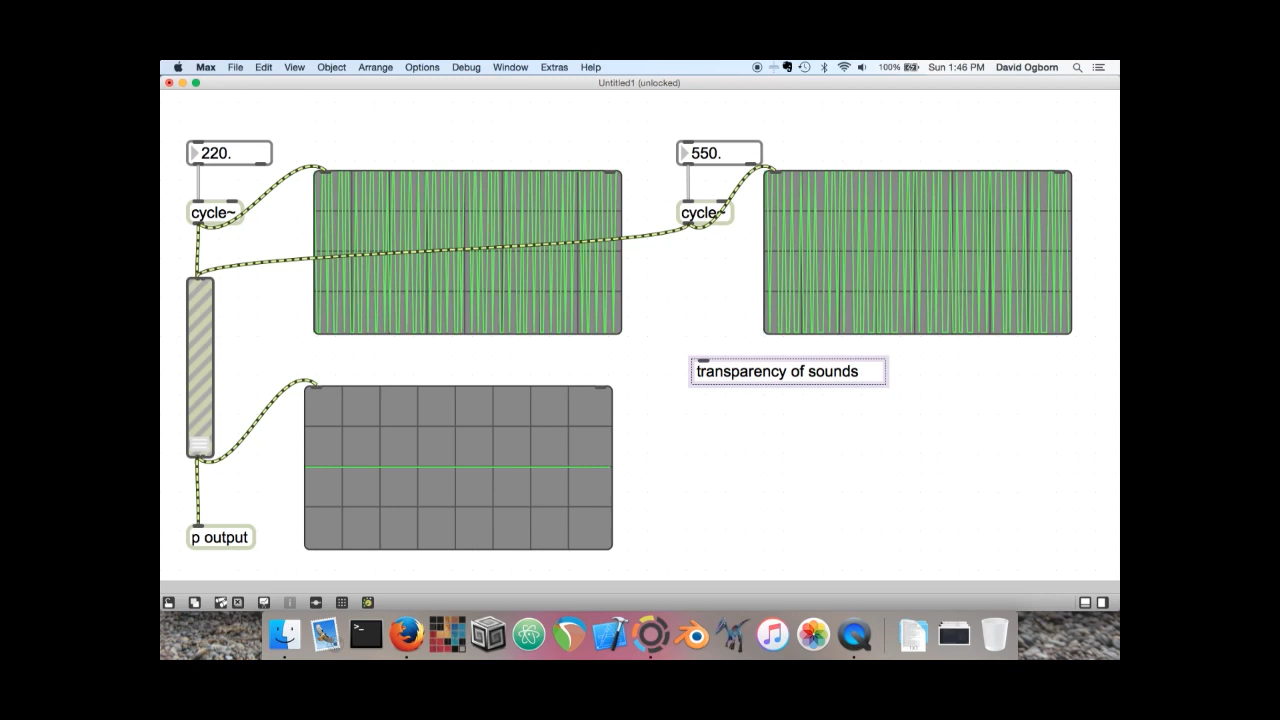 Max File Edit View Object Arrange Options Debug Window Extras Help 100% Sun 1:46 PM David Ogborn
Untitled1 (unlocked)
220. 550.
cycle~ cycle~
transparency of sounds
p output